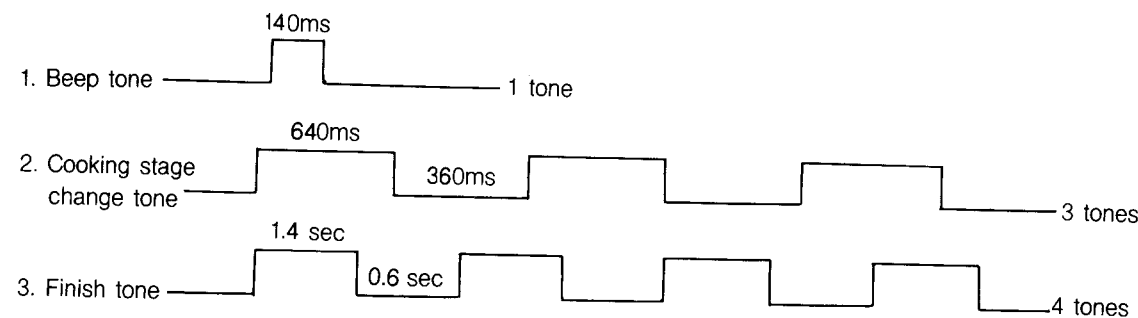 140ms
1. Beep tone
1 tone
640ms
2. Cooking stage
change tone
360ms
3 tones
1.4 sec
3. Finish tone
0.6 sec
4 tones